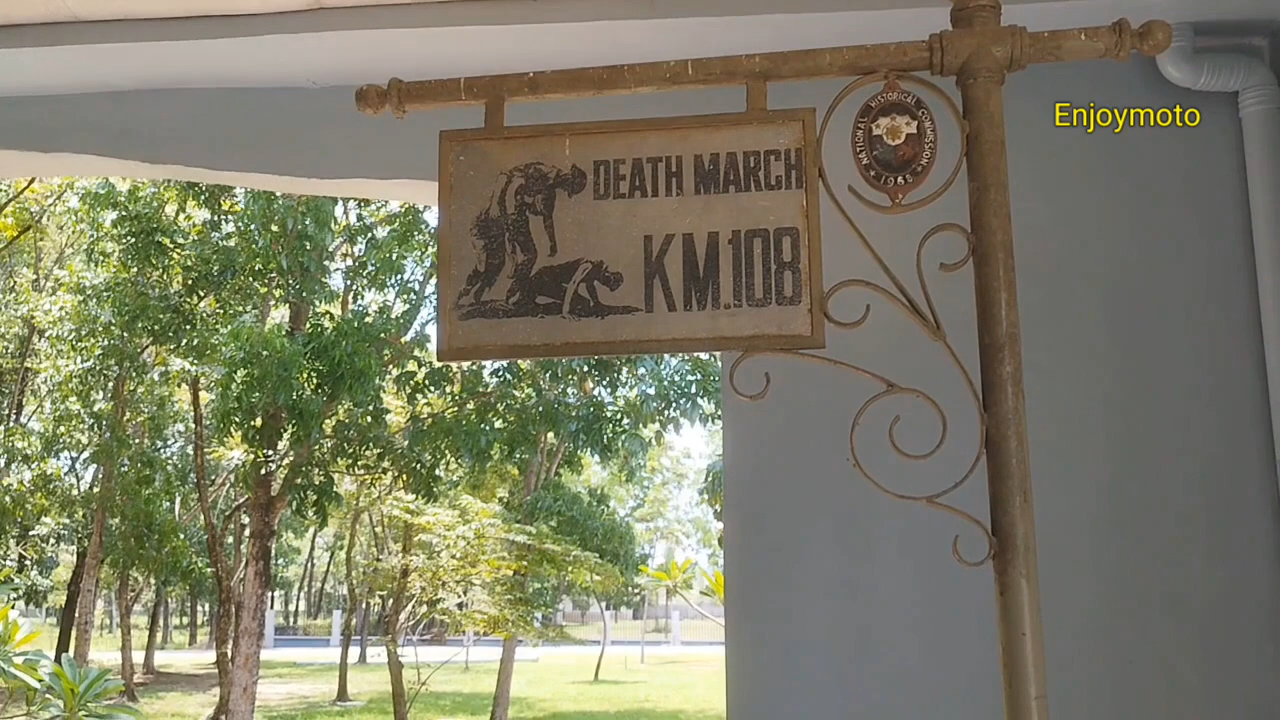 Enjoymoto
NATIONAL HISTORICAL COMMISSION
★ 1968 ★
DEATH MARCH
KM.108